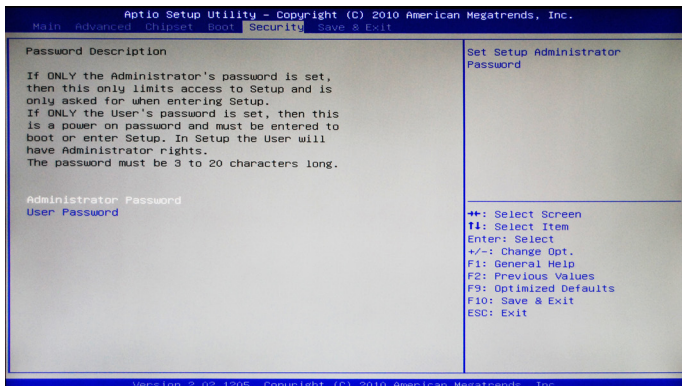 Aptio Setup Utility – Copyright (C) 2010 American Megatrends, Inc.
Main Advanced Chipset Boot Security Save & Exit
Password Description
If ONLY the Administrator's password is set,
then this only limits access to Setup and is
only asked for when entering Setup.
If ONLY the User's password is set, then this
is a power on password and must be entered to
boot or enter Setup. In Setup the User will
have Administrator rights.
The password must be 3 to 20 characters long.
Administrator Password
User Password
Set Setup Administrator
Password
→←: Select Screen
↑↓: Select Item
Enter: Select
+/-: Change Opt.
F1: General Help
F2: Previous Values
F9: Optimized Defaults
F10: Save & Exit
ESC: Exit
Version 2.02.1205. Copyright (C) 2010 American Megatrends, Inc.